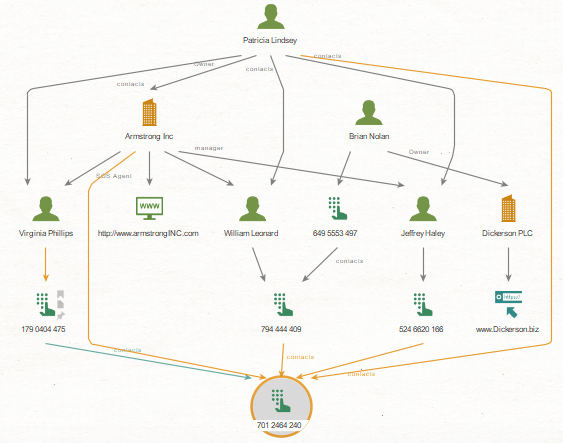 Patricia Lindsey
contacts
Owner
contacts
contacts
Armstrong Inc
Brian Nolan
manager
Owner
SOS Agent
www
Virginia Phillips
http://www.armstrongINC.com
William Leonard
649 5553 497
Jeffrey Haley
Dickerson PLC
contacts
https://
179 0404 475
794 444 409
524 6620 166
www.Dickerson.biz
contacts
contacts
contacts
701 2464 240